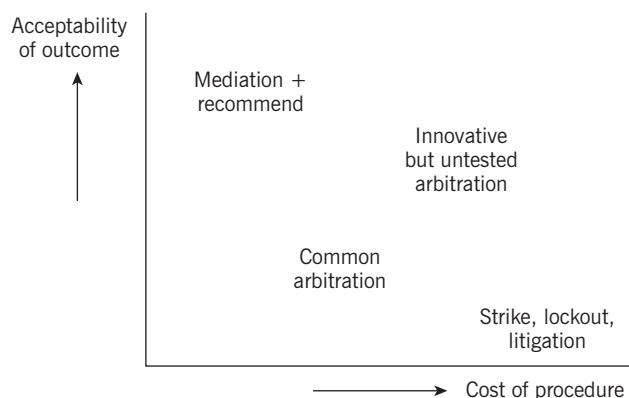 Acceptability
of outcome
Mediation +
recommend
Innovative
but untested
arbitration
Common
arbitration
Strike, lockout,
litigation
Cost of procedure